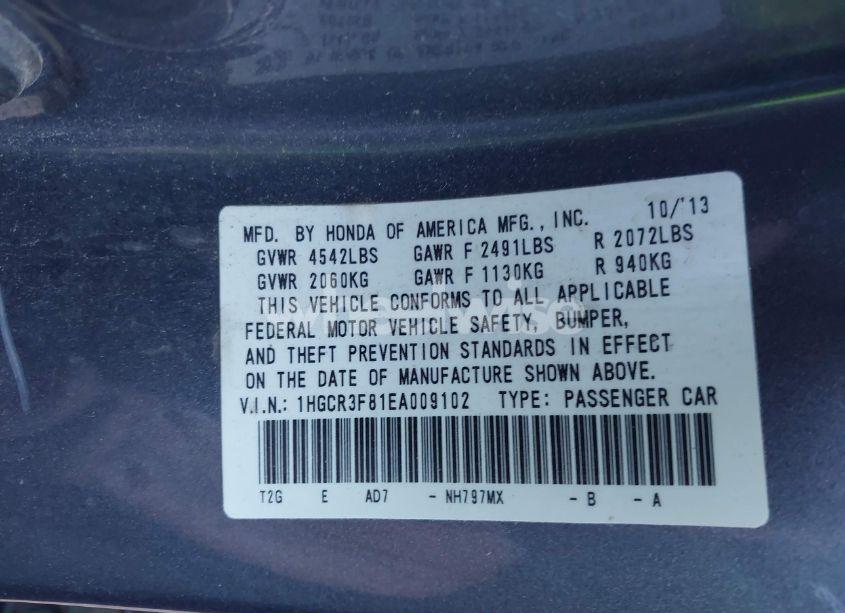 MFD. BY HONDA OF AMERICA MFG., INC. 10/'13
GVWR 4542LBS GAWR F 2491LBS R 2072LBS
GVWR 2060KG GAWR F 1130KG R 940KG
THIS VEHICLE CONFORMS TO ALL APPLICABLE
FEDERAL MOTOR VEHICLE SAFETY, BUMPER,
AND THEFT PREVENTION STANDARDS IN EFFECT
ON THE DATE OF MANUFACTURE SHOWN ABOVE.
V.I.N.: 1HGCR3F81EA009102 TYPE: PASSENGER CAR
T2G E AD7 - NH797MX - B - A